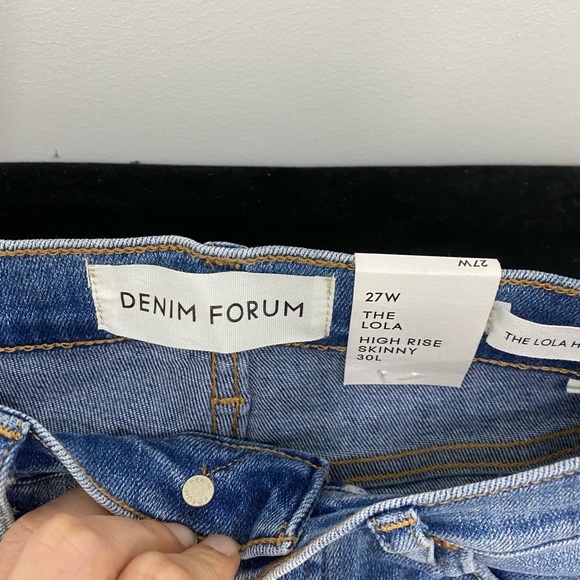 DENIM FORUM
27W
27W
THE
LOLA
HIGH RISE
SKINNY
30L
THE LOLA H